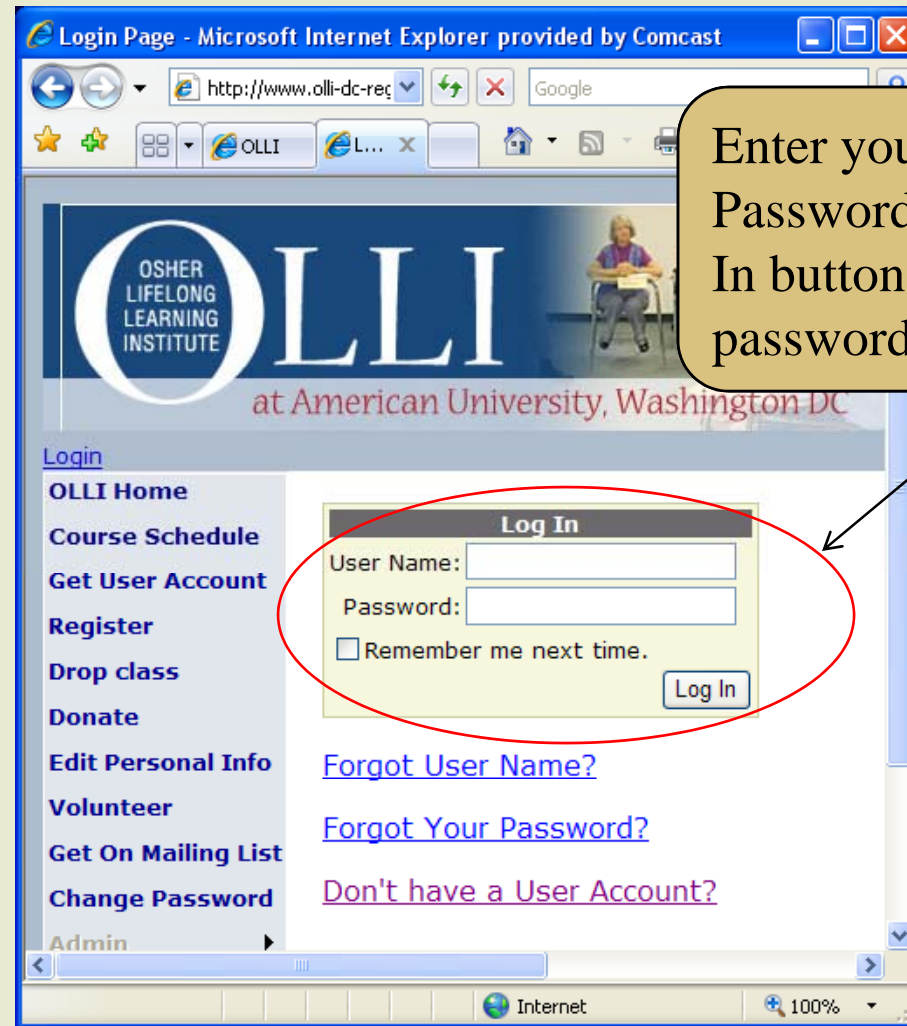 Login Page - Microsoft Internet Explorer provided by Comcast
http://www.olli-dc-reg
Google
OLLI
L...
Enter you
Password
In button
password
OSHER
LIFELONG
LEARNING
INSTITUTE
OLLI
at American University, Washington DC
Login
OLLI Home
Course Schedule
Get User Account
Register
Drop class
Donate
Edit Personal Info
Volunteer
Get On Mailing List
Change Password
Admin
Log In
User Name:
Password:
Remember me next time.
Log In
Forgot User Name?
Forgot Your Password?
Don't have a User Account?
Internet
100%